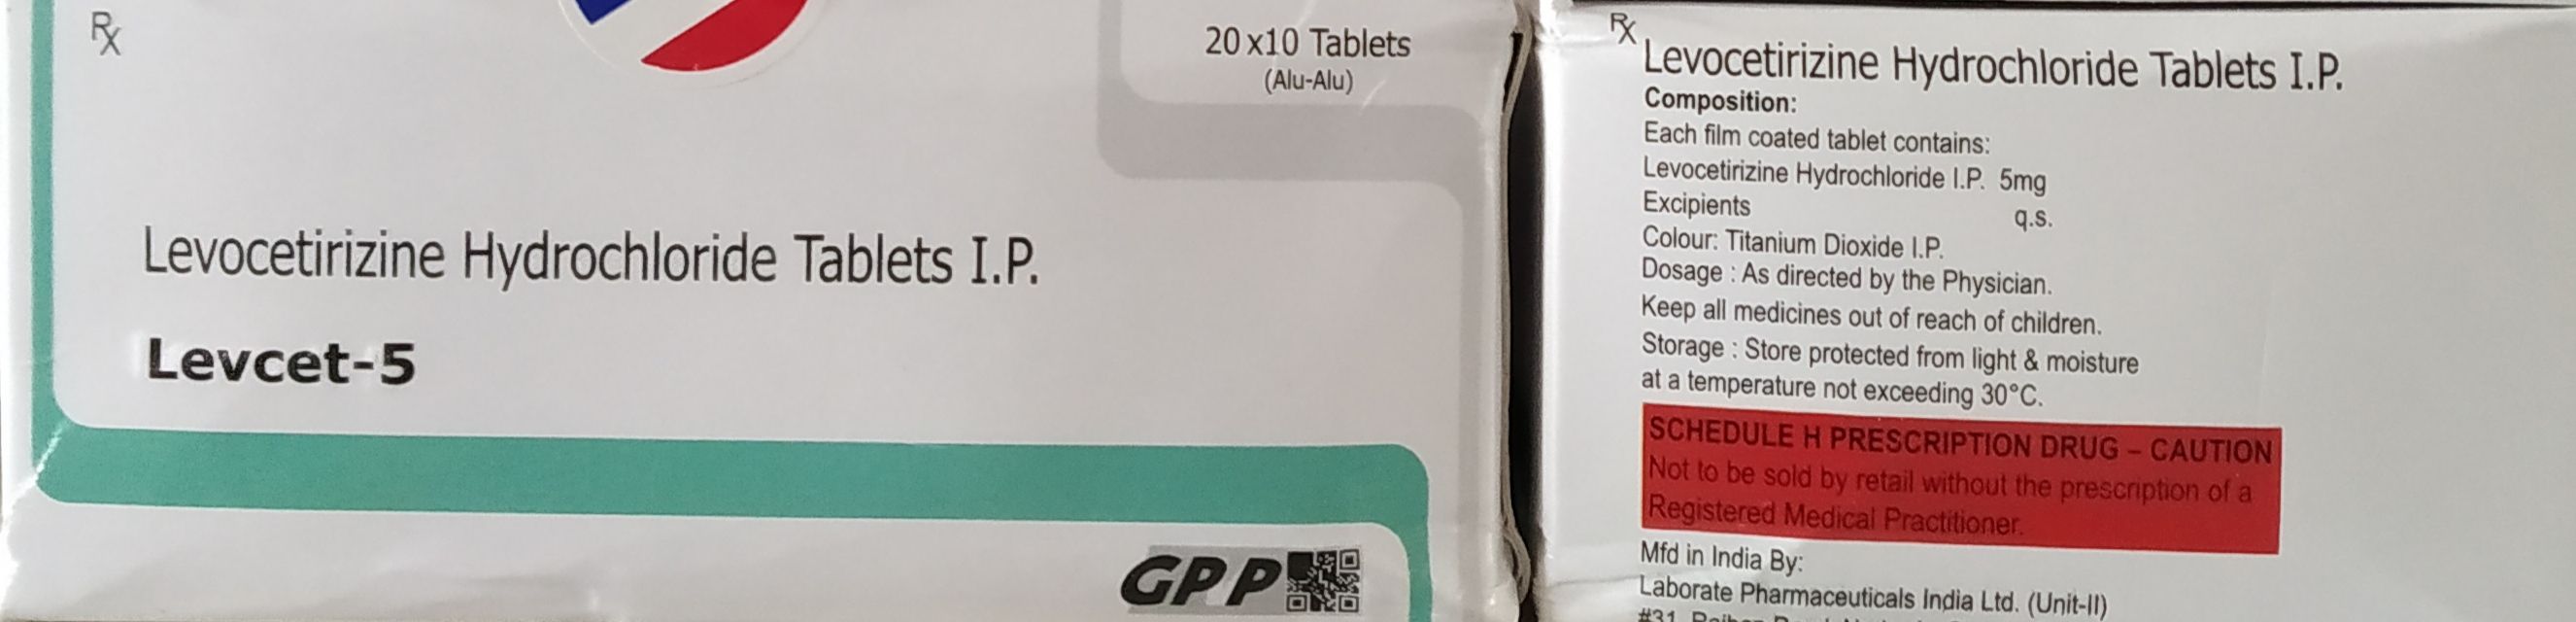 Rx
20 x10 Tablets
(Alu-Alu)
Levocetirizine Hydrochloride Tablets I.P.
Levcet-5
GPP
Rx
Levocetirizine Hydrochloride Tablets I.P.
Composition:
Each film coated tablet contains:
Levocetirizine Hydrochloride I.P. 5mg
Excipients q.s.
Colour: Titanium Dioxide I.P.
Dosage : As directed by the Physician.
Keep all medicines out of reach of children.
Storage : Store protected from light & moisture
at a temperature not exceeding 30°C.
SCHEDULE H PRESCRIPTION DRUG – CAUTION
Not to be sold by retail without the prescription of a
Registered Medical Practitioner.
Mfd in India By:
Laborate Pharmaceuticals India Ltd. (Unit-II)
#31,